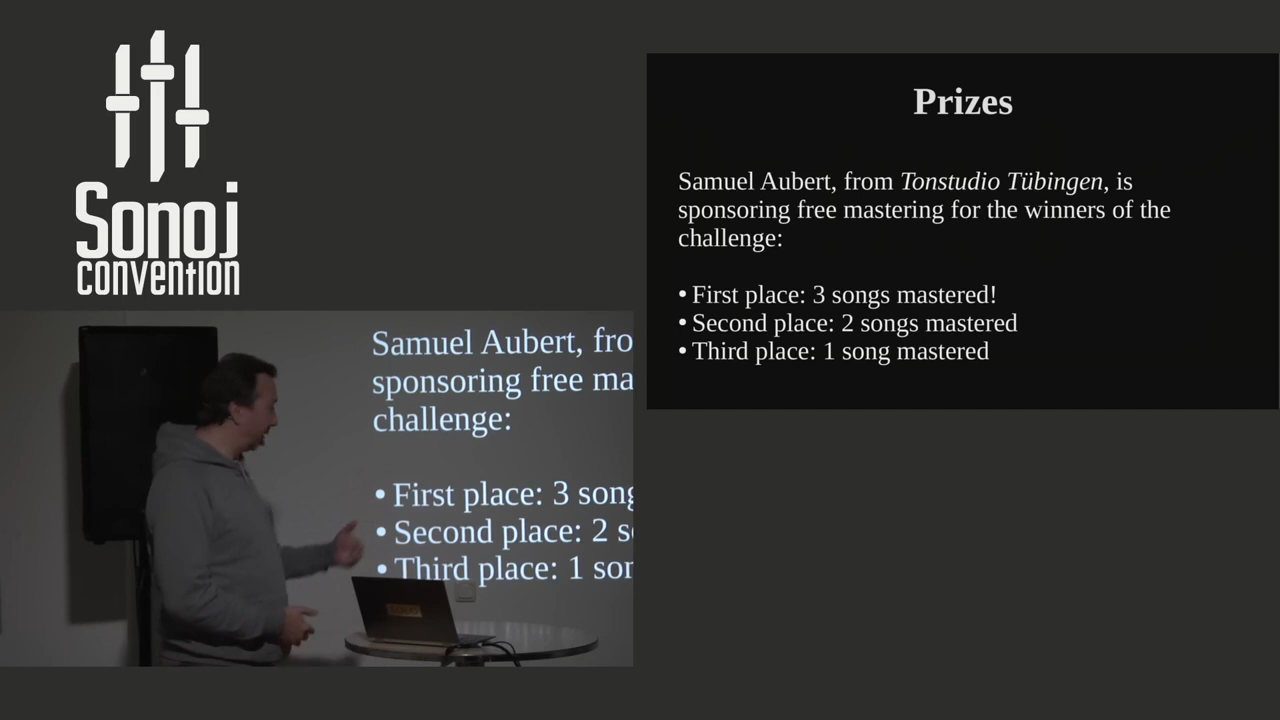 Sonoj
convention
Prizes
Samuel Aubert, from Tonstudio Tübingen, is
sponsoring free mastering for the winners of the
challenge:
• First place: 3 songs mastered!
• Second place: 2 songs mastered
• Third place: 1 song mastered
Samuel Aubert, fro
sponsoring free ma
challenge:
• First place: 3 song
• Second place: 2 s
• Third place: 1 son